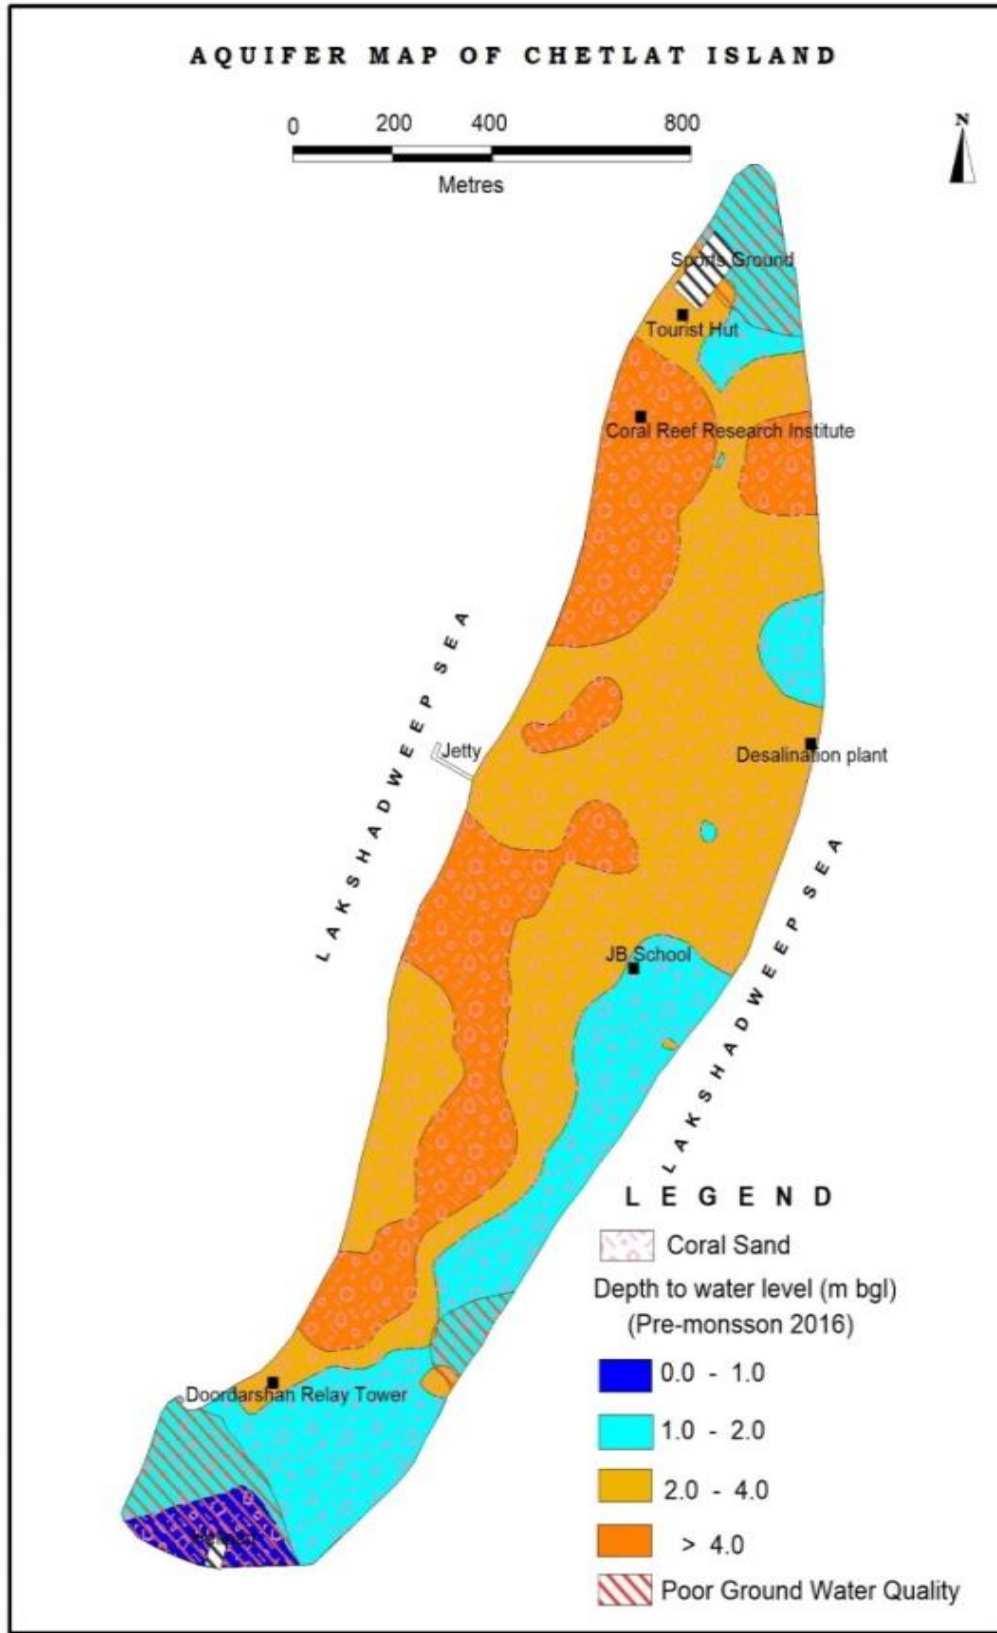 AQUIFER MAP OF CHETLAT ISLAND
0 200 400 800
Metres
N
Sports Ground
Tourist Hut
Coral Reef Research Institute
LAKSHADWEEP SEA
Jetty
Desalination plant
LAKSHADWEEP SEA
JB School
Doordarshan Relay Tower
LEGEND
Coral Sand
Depth to water level (m bgl)
(Pre-monsson 2016)
0.0 - 1.0
1.0 - 2.0
2.0 - 4.0
> 4.0
Poor Ground Water Quality